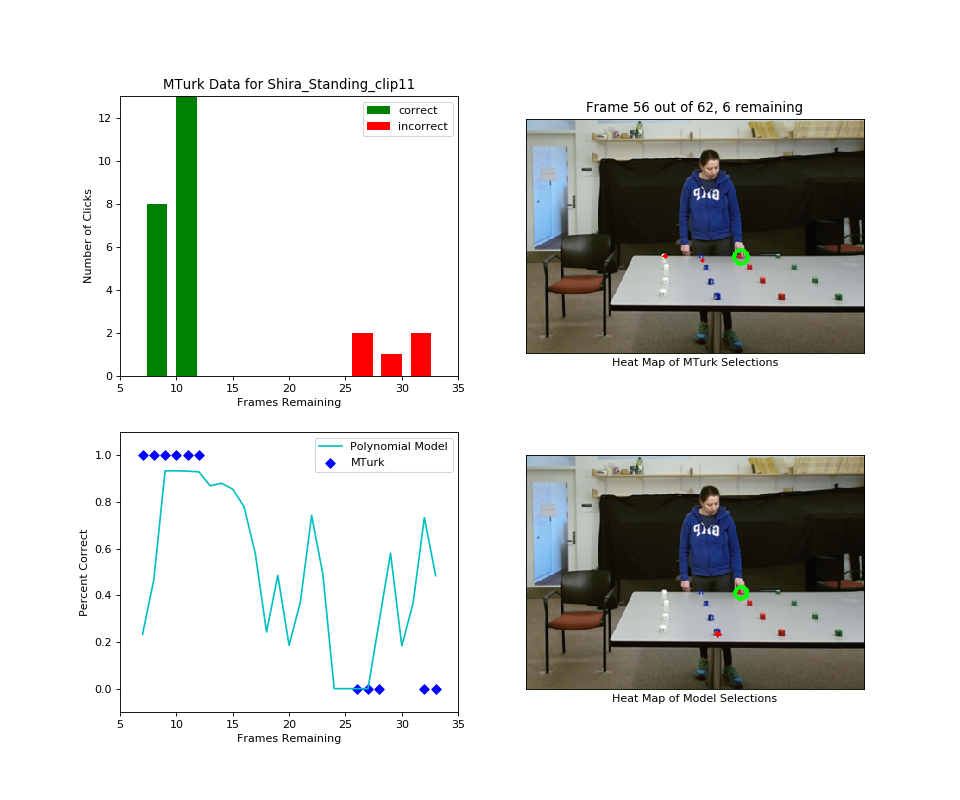 MTurk Data for Shira_Standing_clip11
12
10
8
6
4
2
0
Number of Clicks
correct
incorrect
5 10 15 20 25 30 35
Frames Remaining
Frame 56 out of 62, 6 remaining
Heat Map of MTurk Selections
1.0
0.8
0.6
0.4
0.2
0.0
Percent Correct
Polynomial Model
MTurk
5 10 15 20 25 30 35
Frames Remaining
Heat Map of Model Selections